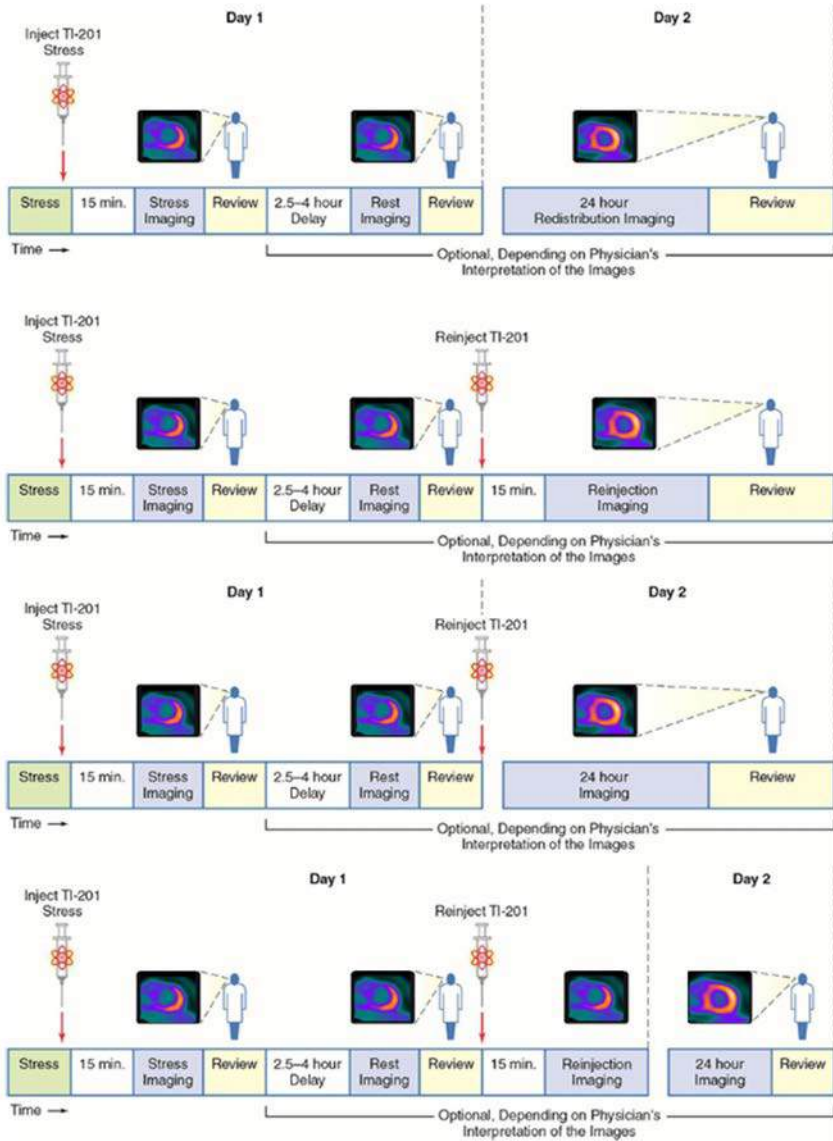 Day 1
Day 2
Inject Tl-201
Stress
Stress
15 min.
Stress
Imaging
Review
2.5–4 hour
Delay
Rest
Imaging
Review
24 hour
Redistribution Imaging
Review
Time
Optional, Depending on Physician's
Interpretation of the Images
Inject Tl-201
Stress
Reinject Tl-201
Stress
15 min.
Stress
Imaging
Review
2.5–4 hour
Delay
Rest
Imaging
Review
15 min.
Reinjection
Imaging
Review
Time
Optional, Depending on Physician's
Interpretation of the Images
Day 1
Day 2
Inject Tl-201
Stress
Reinject Tl-201
Stress
15 min.
Stress
Imaging
Review
2.5–4 hour
Delay
Rest
Imaging
Review
24 hour
Imaging
Review
Time
Optional, Depending on Physician's
Interpretation of the Images
Day 1
Day 2
Inject Tl-201
Stress
Reinject Tl-201
Stress
15 min.
Stress
Imaging
Review
2.5–4 hour
Delay
Rest
Imaging
Review
15 min.
Reinjection
Imaging
24 hour
Imaging
Review
Time
Optional, Depending on Physician's
Interpretation of the Images